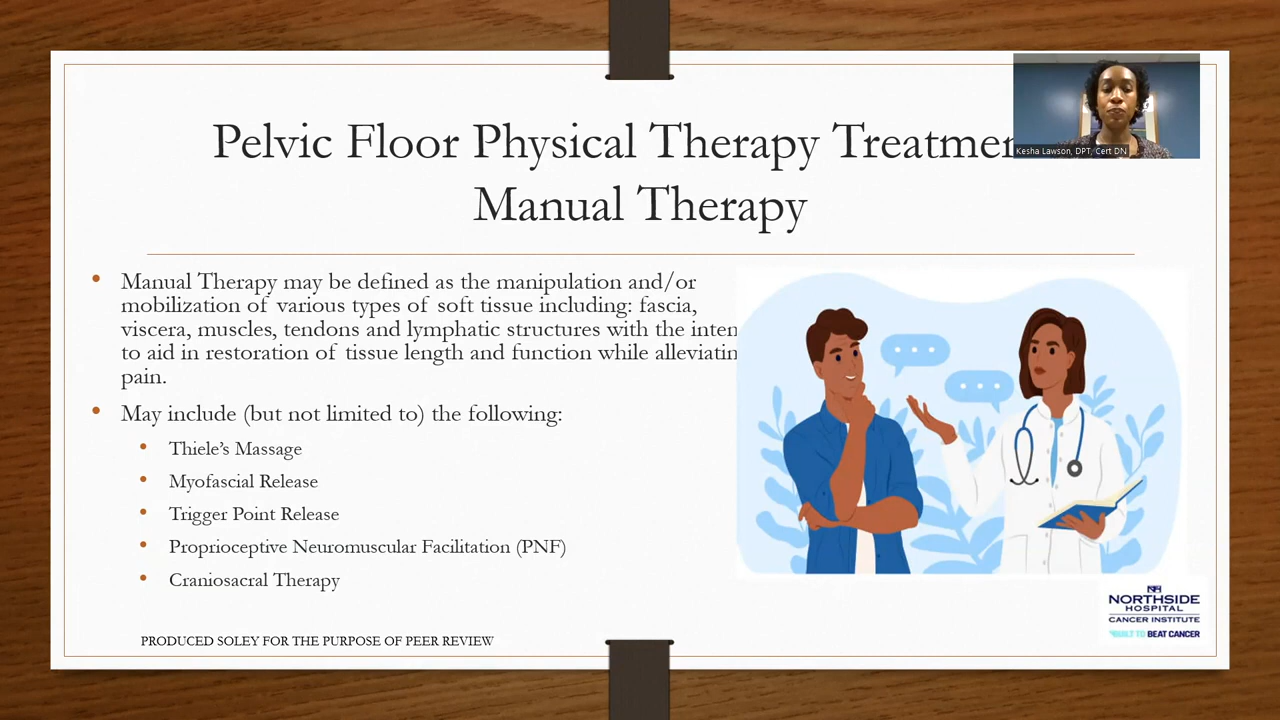 Pelvic Floor Physical Therapy
Manual Therapy
Kesha Lawson, DPT, Cert DN
Manual Therapy may be defined as the manipulation and/or
mobilization of various types of soft tissue including: fascia,
viscera, muscles, tendons and lymphatic structures with the
to aid in restoration of tissue length and function while
pain.
May include (but not limited to) the following:
Thiele's Massage
Myofascial Release
Trigger Point Release
Proprioceptive Neuromuscular Facilitation (PNF)
Craniosacral Therapy
PRODUCED SOLEY FOR THE PURPOSE OF PEER REVIEW
NORTHSIDE
HOSPITAL
CANCER INSTITUTE
BUILT TO BEAT CANCER